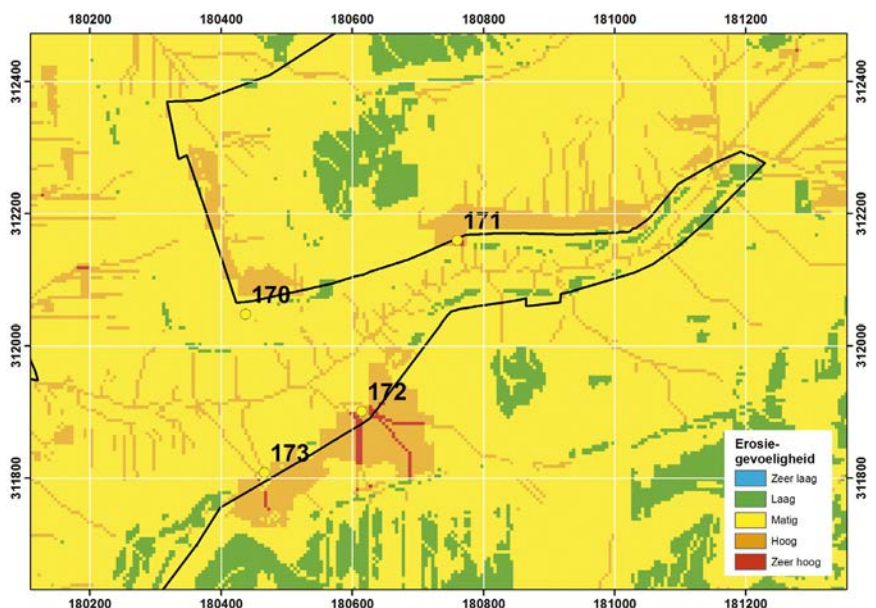 180200 180400 180600 180800 181000 181200
312400 312400
312200 312200
171
170
312000 312000
172
173
311800 311800
Erosie-
gevoeligheid
Zeer laag
Laag
Matig
Hoog
Zeer hoog
180200 180400 180600 180800 181000 181200